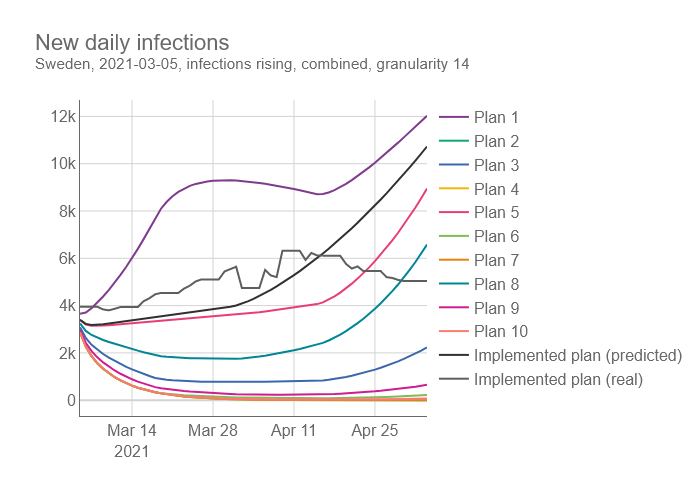 New daily infections
Sweden, 2021-03-05, infections rising, combined, granularity 14
12k
10k
8k
6k
4k
2k
0
Mar 14
2021
Mar 28
Apr 11
Apr 25
Plan 1
Plan 2
Plan 3
Plan 4
Plan 5
Plan 6
Plan 7
Plan 8
Plan 9
Plan 10
Implemented plan (predicted)
Implemented plan (real)